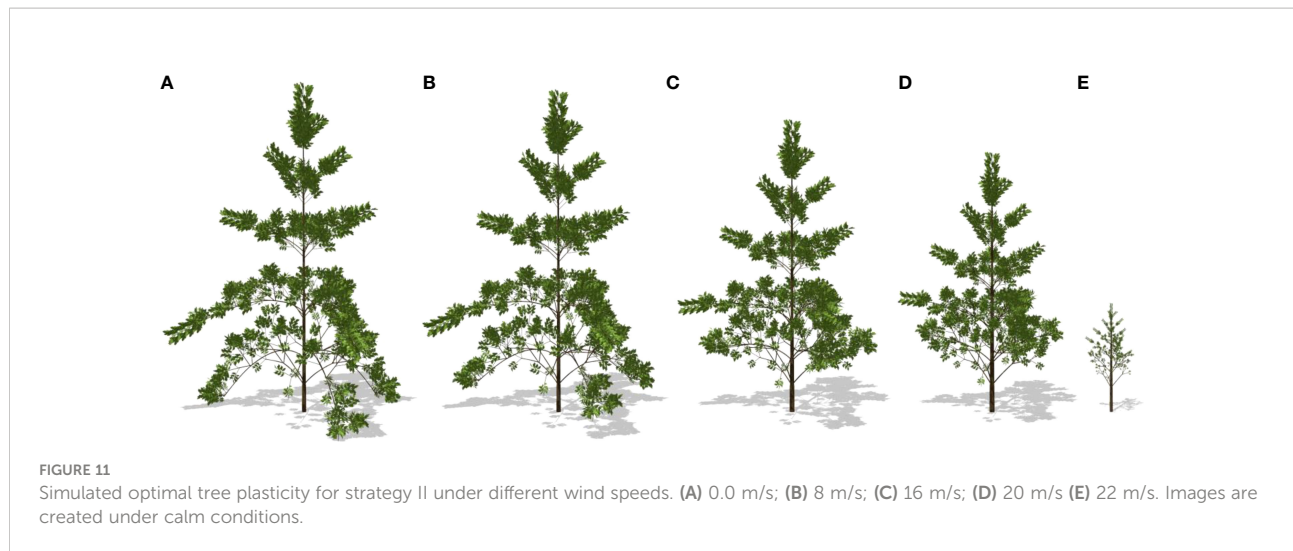 A B C D E
FIGURE 11
Simulated optimal tree plasticity for strategy II under different wind speeds. (A) 0.0 m/s; (B) 8 m/s; (C) 16 m/s; (D) 20 m/s (E) 22 m/s. Images are
created under calm conditions.